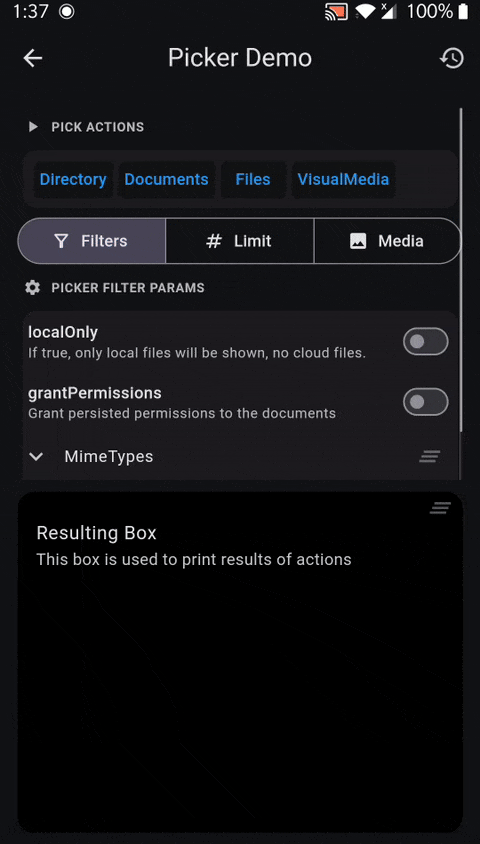 1:37 100%
Picker Demo
PICK ACTIONS
Directory Documents Files VisualMedia
Filters # Limit Media
PICKER FILTER PARAMS
localOnly
If true, only local files will be shown, no cloud files.
grantPermissions
Grant persisted permissions to the documents
MimeTypes
Resulting Box
This box is used to print results of actions